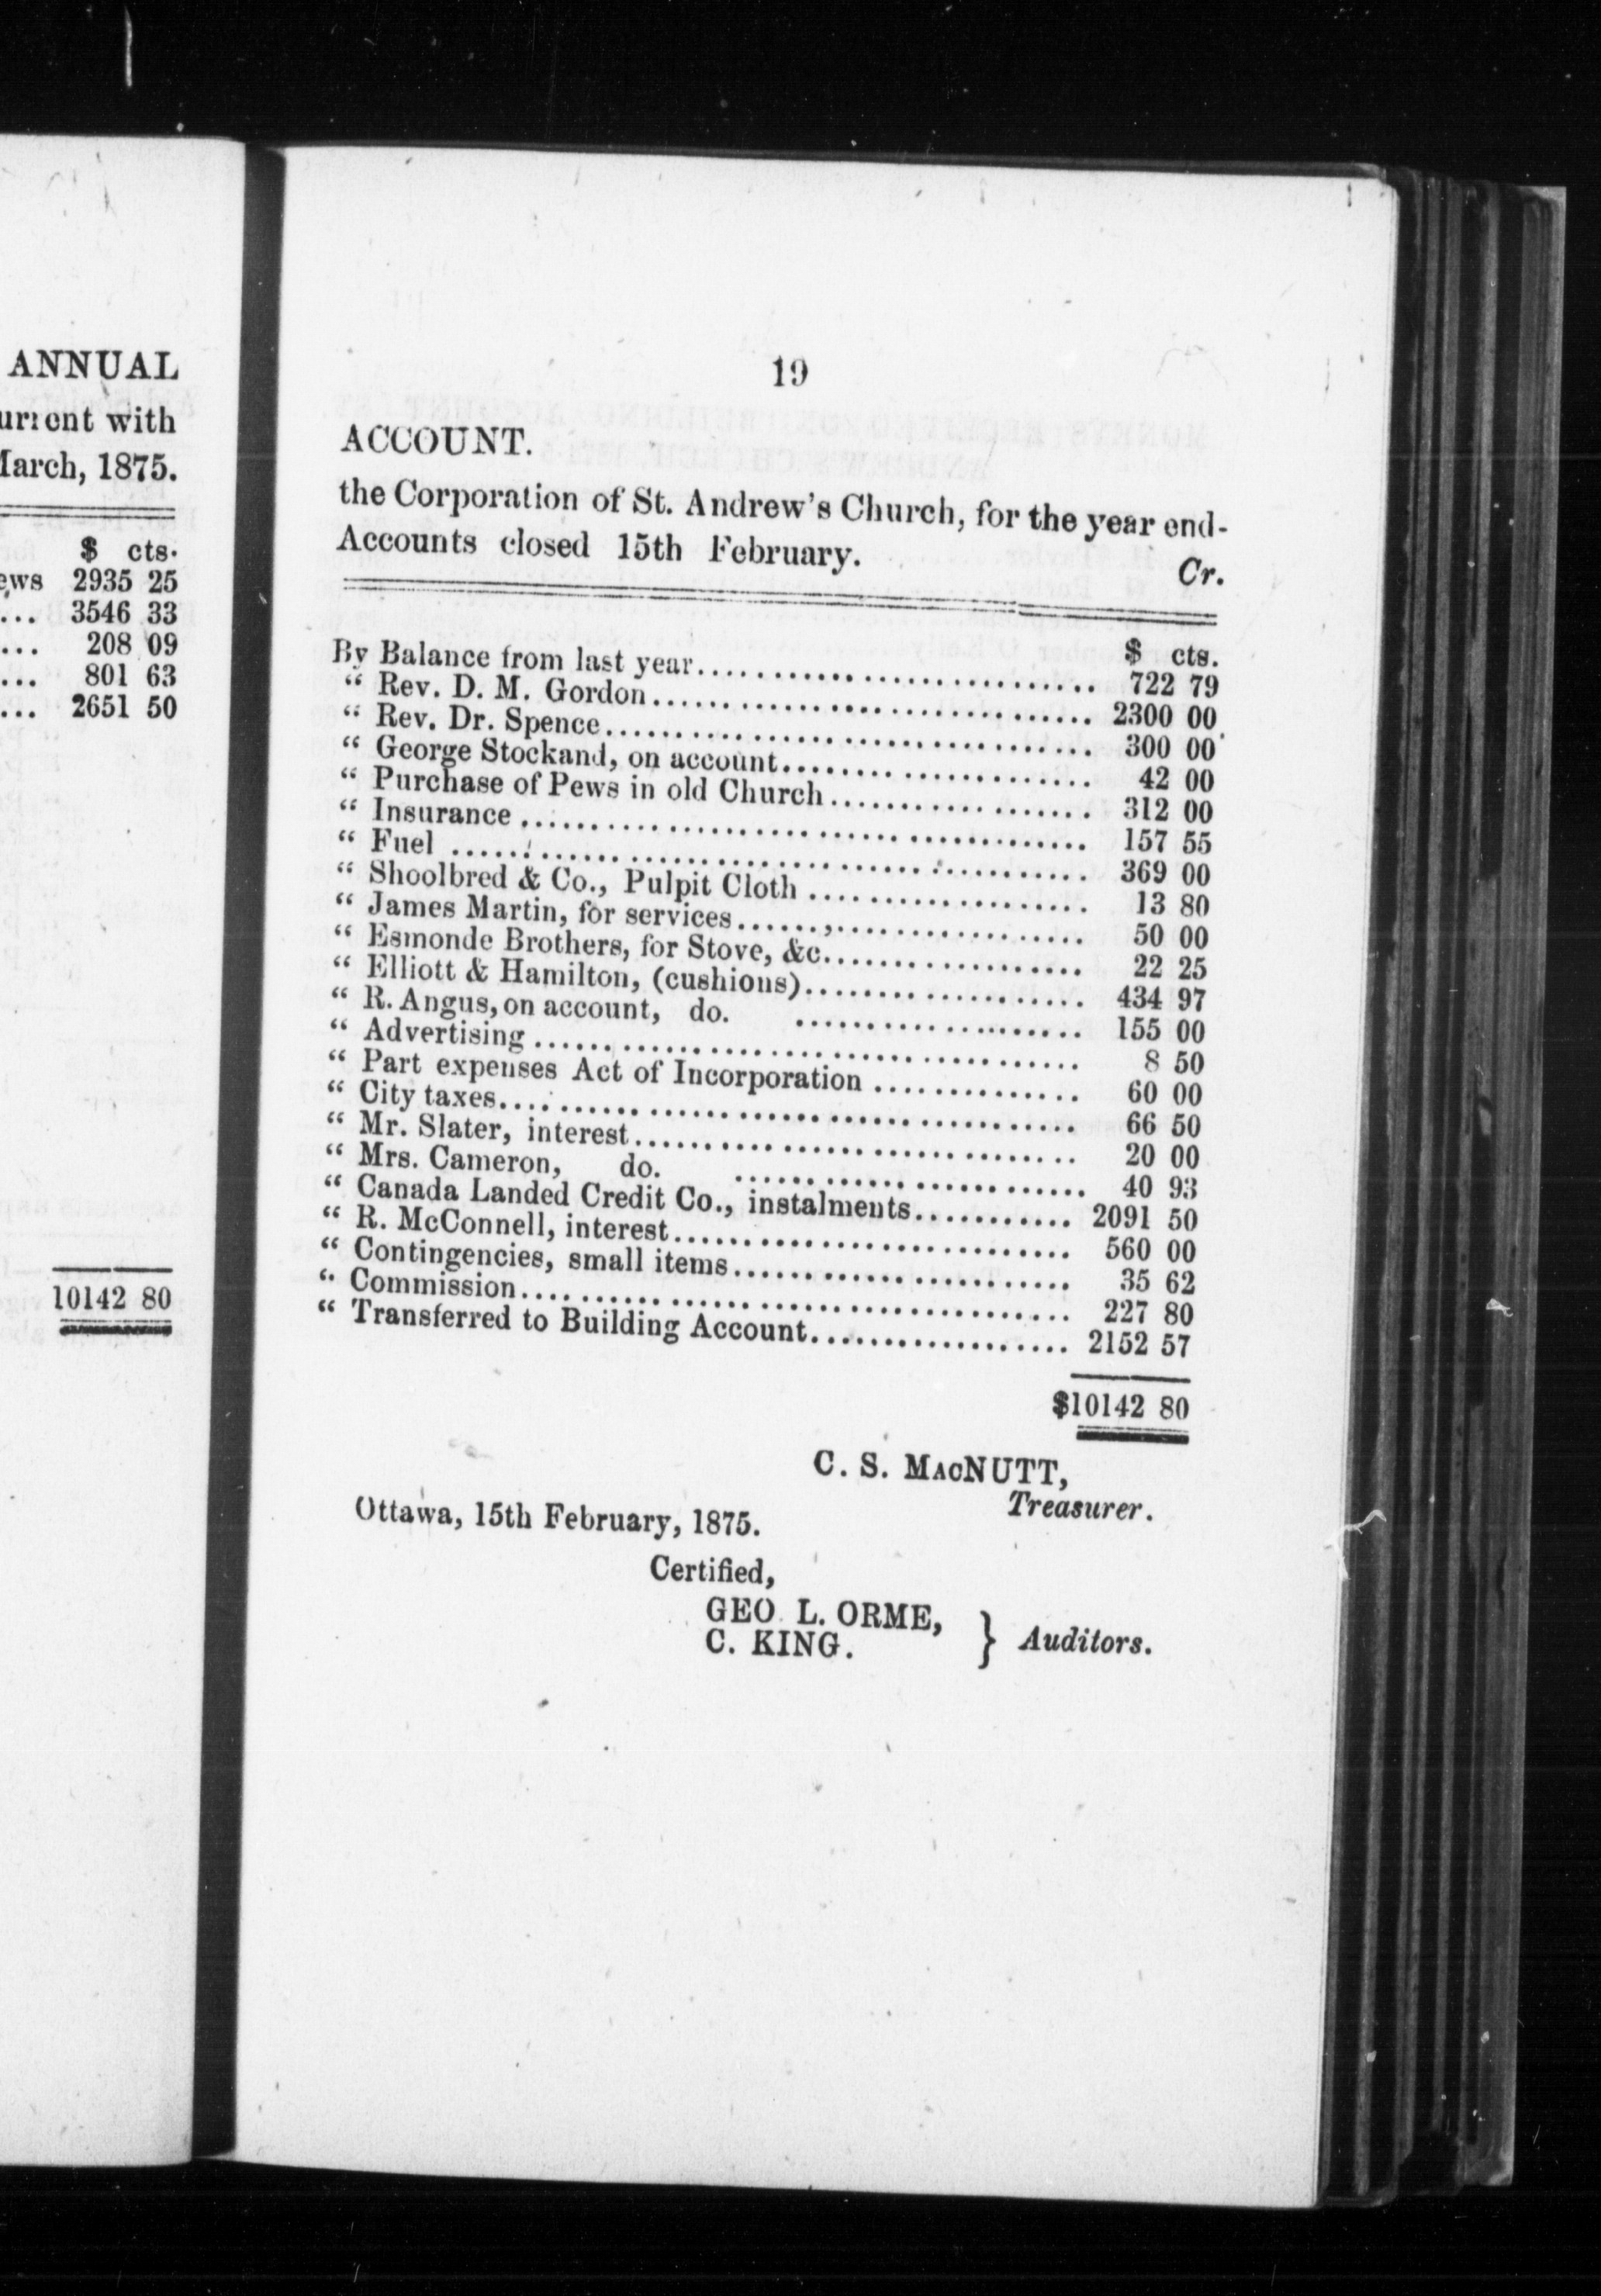 ANNUAL
with
1875.
$ cts.
2935 25
... 3546 33
... 208 09
... 801 63
... 2651 50
10142 80
19
ACCOUNT.
the Corporation of St. Andrew's Church, for the year end-
Accounts closed 15th February.
Cr.
$ cts.
By Balance from last year........................................ 722 79
“ Rev. D. M. Gordon........................................ 2300 00
“ Rev. Dr. Spence........................................ 300 00
“ George Stockand, on account........................ 42 00
“ Purchase of Pews in old Church.................... 312 00
“ Insurance ................................................ 157 55
“ Fuel ........................................................ 369 00
“ Shoolbred & Co., Pulpit Cloth ...................... 13 80
“ James Martin, for services............................ 50 00
“ Esmonde Brothers, for Stove, &c................... 22 25
“ Elliott & Hamilton, (cushions)...................... 434 97
“ R. Angus, on account, do. ........................ 155 00
“ Advertising .............................................. 8 50
“ Part expenses Act of Incorporation ............... 60 00
“ City taxes................................................ 66 50
“ Mr. Slater, interest.................................... 20 00
“ Mrs. Cameron, do. .............................. 40 93
“ Canada Landed Credit Co., instalments........... 2091 50
“ R. McConnell, interest................................ 560 00
“ Contingencies, small items........................... 35 62
“ Commission.............................................. 227 80
“ Transferred to Building Account.................. 2152 57
$10142 80
C. S. MACNUTT,
Treasurer.
Ottawa, 15th February, 1875.
Certified,
GEO. L. ORME,
C. KING. } Auditors.